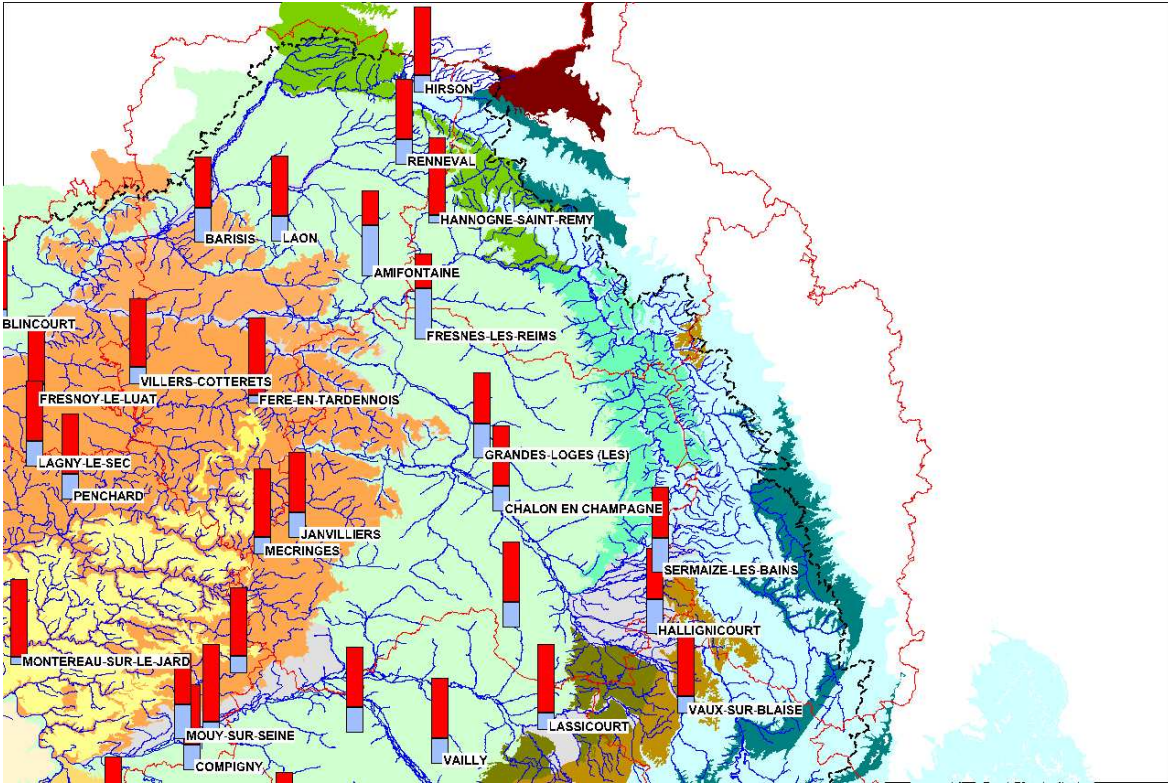 HIRSON
RENNEVAL
HANNOGNE-SAINT-REMY
BARISIS
LAON
AMIFONTAINE
BLINCOURT
FRESNES-LES-REIMS
VILLERS-COTTERETS
FRESNOY-LE-LUAT
FERE-EN-TARDENNOIS
GRANDES-LOGES (LES)
LAGNY-LE-SEC
PENCHARD
CHALON EN CHAMPAGNE
JANVILLIERS
MECRINGES
SERMAIZE-LES-BAINS
HALLIGNICOURT
MONTEREAU-SUR-LE-JARD
VAUX-SUR-BLAISE
LASSICOURT
MOUY-SUR-SEINE
VAILLY
COMPIGNY